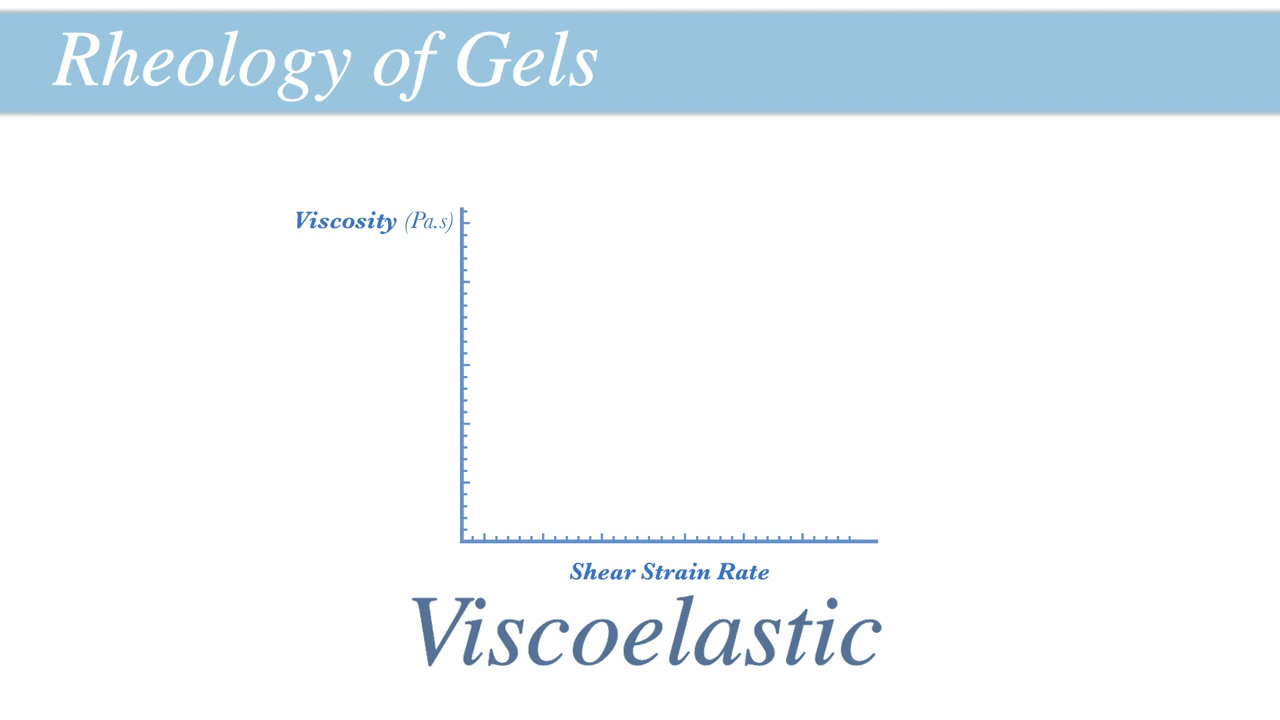 Rheology of Gels
Viscosity (Pa.s)
Shear Strain Rate
Viscoelastic